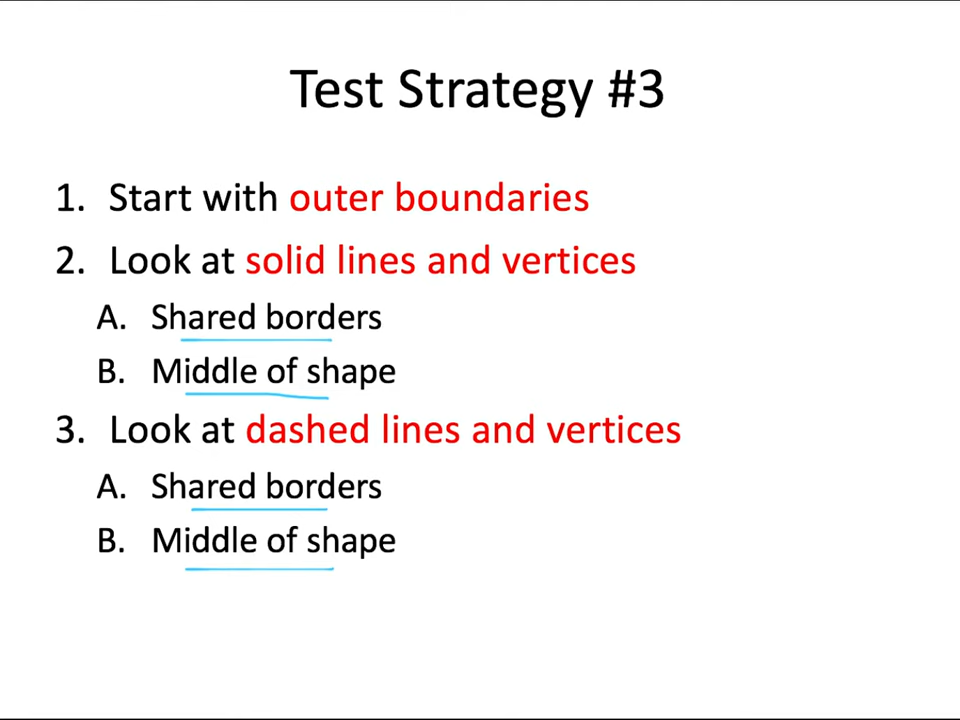 Test Strategy #3
1. Start with outer boundaries
2. Look at solid lines and vertices
A. Shared borders
B. Middle of shape
3. Look at dashed lines and vertices
A. Shared borders
B. Middle of shape